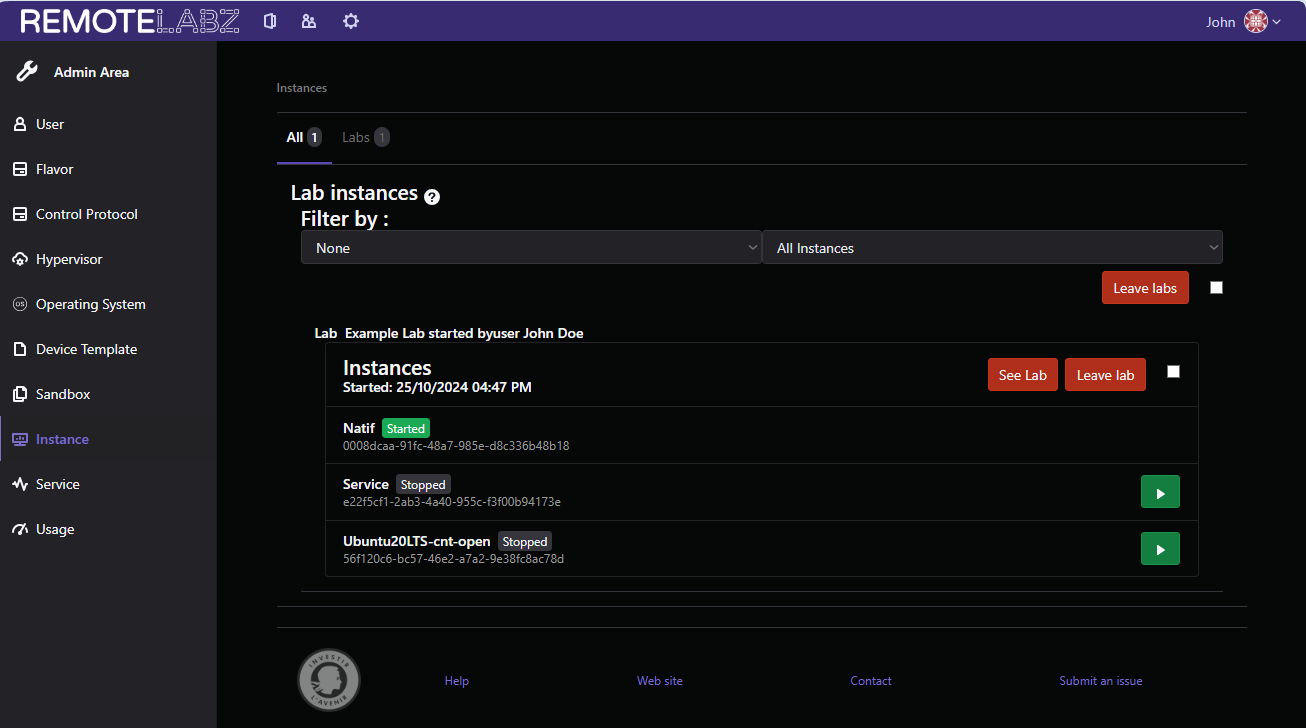 REMOTELABZ
John
Admin Area
User
Flavor
Control Protocol
Hypervisor
OS Operating System
Device Template
Sandbox
Instance
Service
Usage
Instances
All 1 Labs 1
Lab instances ?
Filter by :
None All Instances
Leave labs
Lab Example Lab started byuser John Doe
Instances See Lab Leave lab
Started: 25/10/2024 04:47 PM
Natif Started
0008dcaa-91fc-48a7-985e-d8c336b48b18
Service Stopped
e22f5cf1-2ab3-4a40-955c-f3f00b94173e
Ubuntu20LTS-cnt-open Stopped
56f120c6-bc57-46e2-a7a2-9e38fc8ac78d
INVESTIR
L'AVENIR
Help Web site Contact Submit an issue